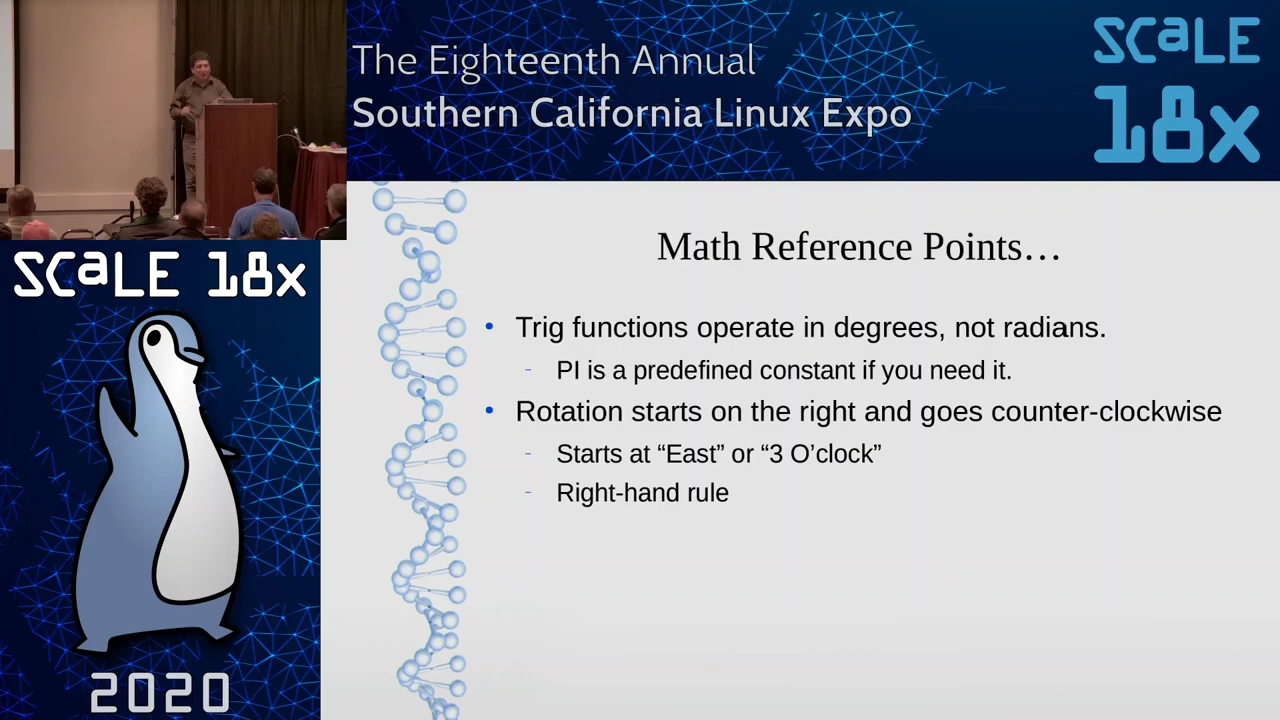 The Eighteenth Annual
Southern California Linux Expo
SCaLE
18x
SCaLE 18x
2020
Math Reference Points…
• Trig functions operate in degrees, not radians.
- PI is a predefined constant if you need it.
• Rotation starts on the right and goes counter-clockwise
- Starts at “East” or “3 O’clock”
- Right-hand rule